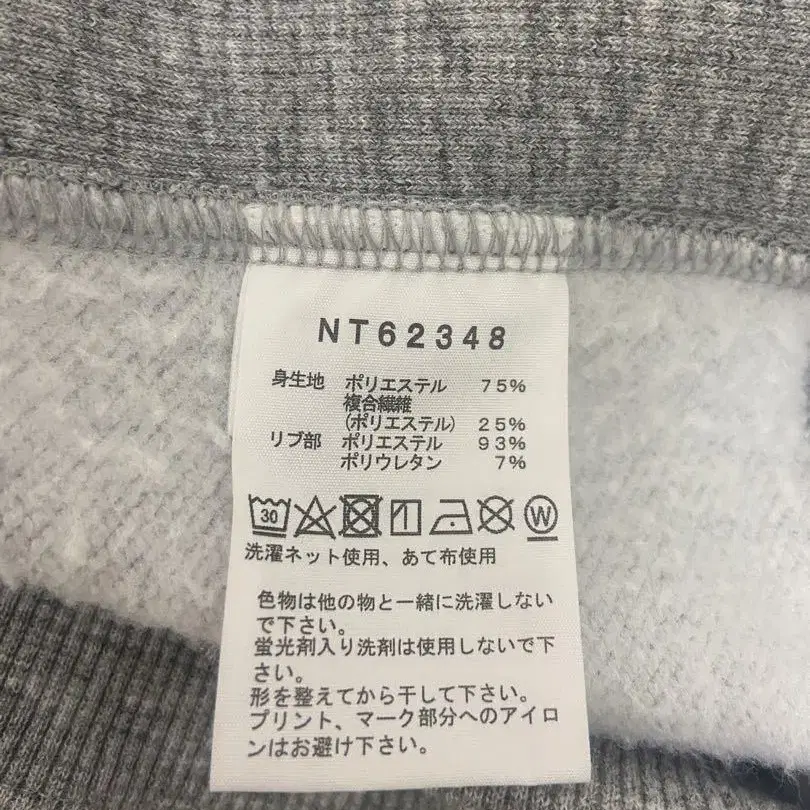 NT62348
身生地 ポリエステル 75%
複合繊維
(ポリエステル) 25%
リブ部 ポリエステル 93%
ポリウレタン 7%
30 W
洗濯ネット使用、あて布使用
色物は他の物と一緒に洗濯しない
で下さい。
蛍光剤入り洗剤は使用しないで下
さい。
形を整えてから干して下さい。
プリント、マーク部分へのアイロ
ンはお避け下さい。